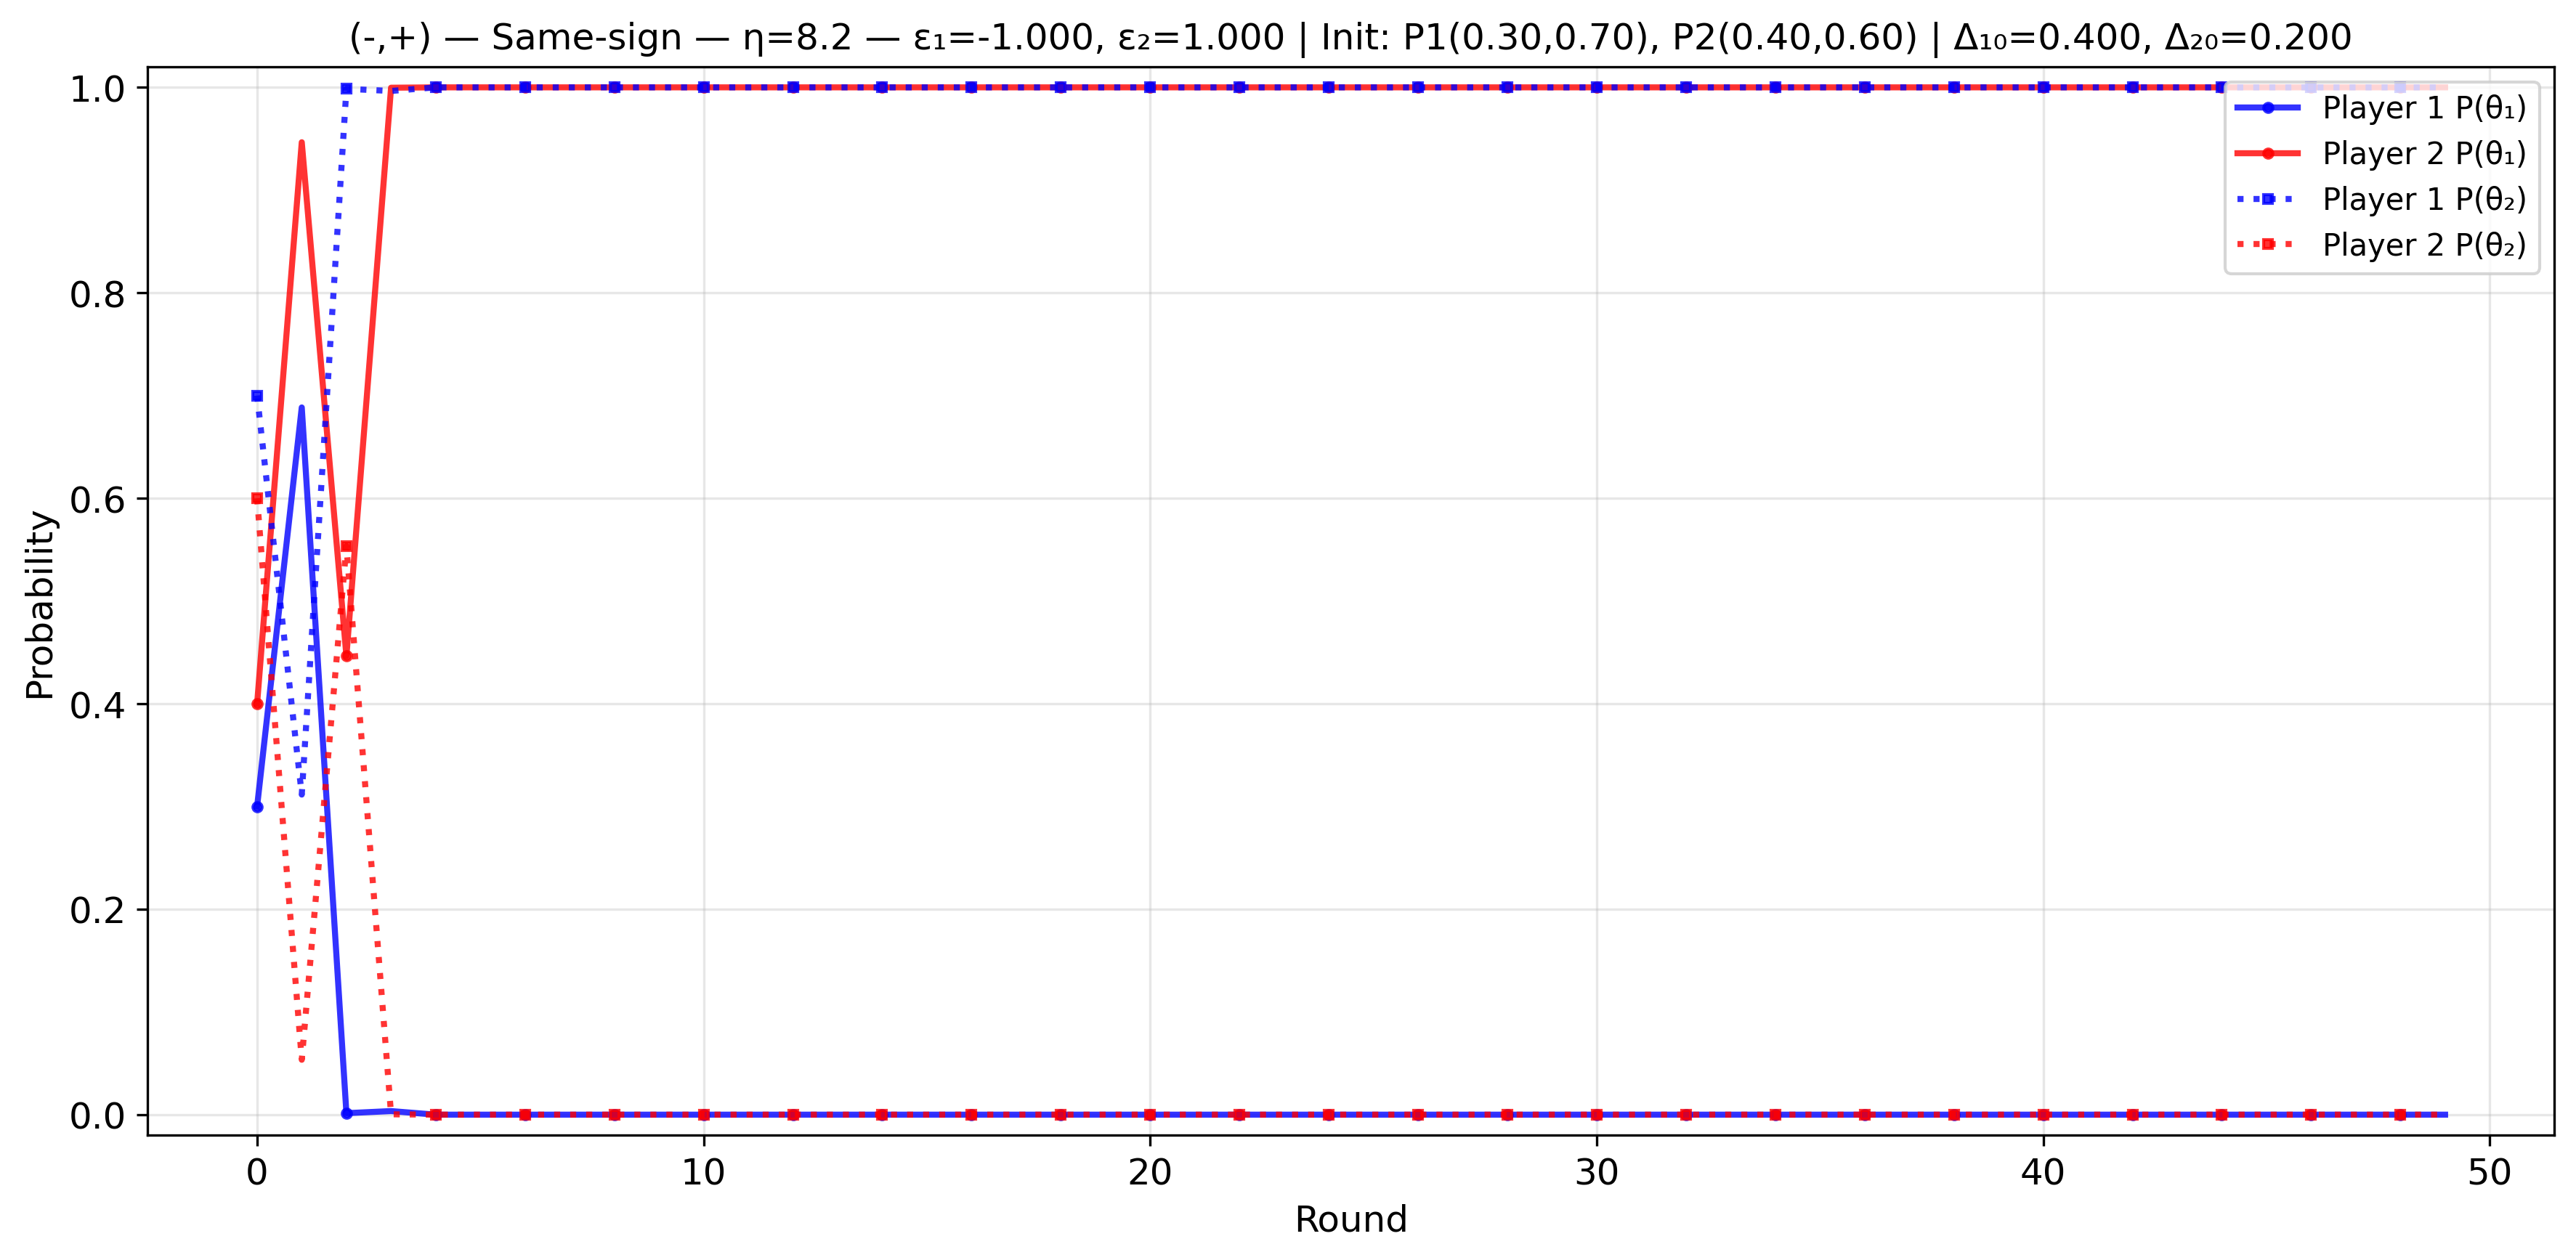 (-,+) — Same-sign — η=8.2 — ε₁=-1.000, ε₂=1.000 | Init: P1(0.30,0.70), P2(0.40,0.60) | Δ₁₀=0.400, Δ₂₀=0.200
1.0
0.8
0.6
0.4
0.2
0.0
Probability
Player 1 P(θ₁)
Player 2 P(θ₁)
Player 1 P(θ₂)
Player 2 P(θ₂)
0 10 20 30 40 50
Round